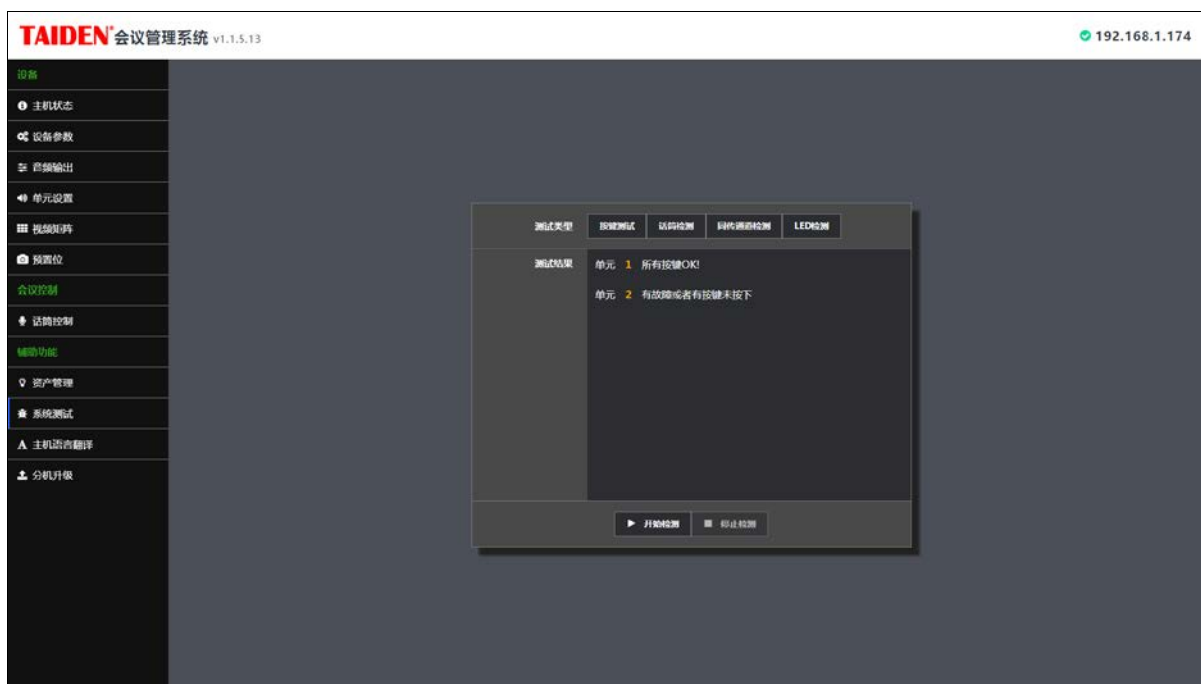 TAIDEN 会议管理系统 v1.1.5.13
192.168.1.174
设备
主机状态
设备参数
音频输出
单元设置
视频矩阵
预置位
会议控制
话筒控制
辅助功能
资产管理
系统测试
主机语言翻译
分机升级
测试类型 按键测试 话筒检测 同传通道检测 LED检测
测试结果 单元 1 所有按键OK!
单元 2 有故障或者有按键未按下
开始检测 停止检测